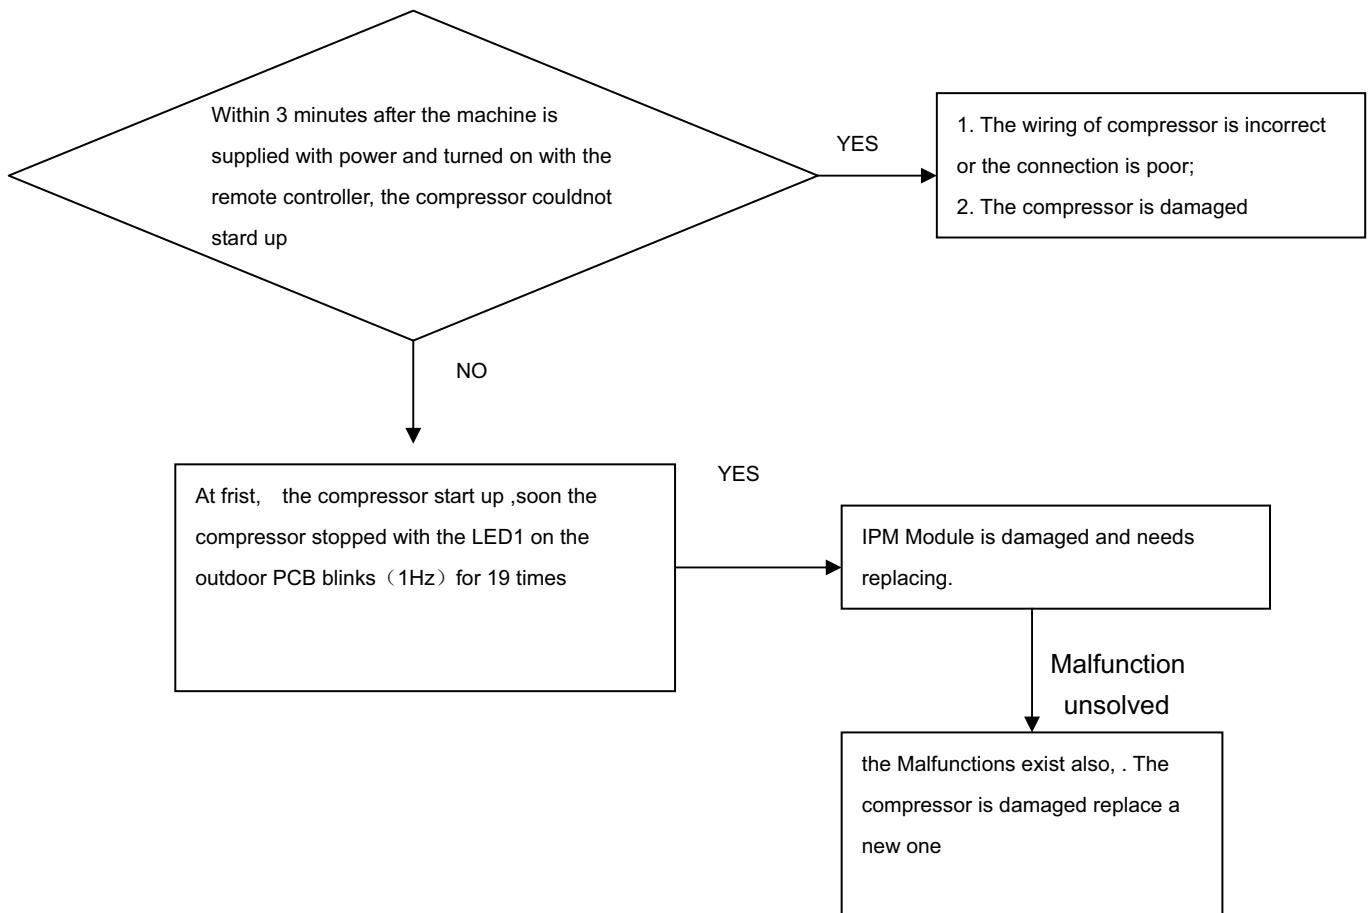 Within 3 minutes after the machine is
supplied with power and turned on with the
remote controller, the compressor couldnot
stard up
YES
1. The wiring of compressor is incorrect
or the connection is poor;
2. The compressor is damaged
NO
At frist, the compressor start up ,soon the
compressor stopped with the LED1 on the
outdoor PCB blinks（1Hz）for 19 times
YES
IPM Module is damaged and needs
replacing.
Malfunction
unsolved
the Malfunctions exist also, . The
compressor is damaged replace a
new one